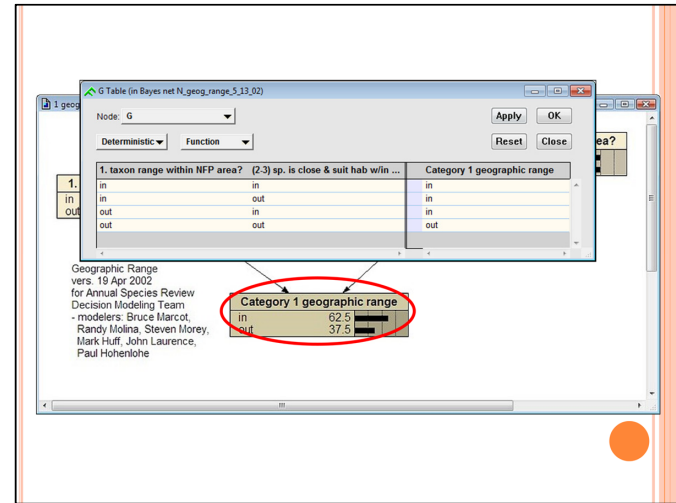 G Table (in Bayes net N_geog_range_5_13_02)
1 geog
Node: G
Apply OK
Deterministic Function
Reset Close
ea?
1. taxon range within NFP area? (2-3) sp. is close & suit hab w/in ... Category 1 geographic range
in in in
in out in
out in in
out out out
1.
in
out
Geographic Range
vers. 19 Apr 2002
for Annual Species Review
Decision Modeling Team
- modelers: Bruce Marcot,
Randy Molina, Steven Morey,
Mark Huff, John Laurence,
Paul Hohenlohe
Category 1 geographic range
in 62.5
out 37.5